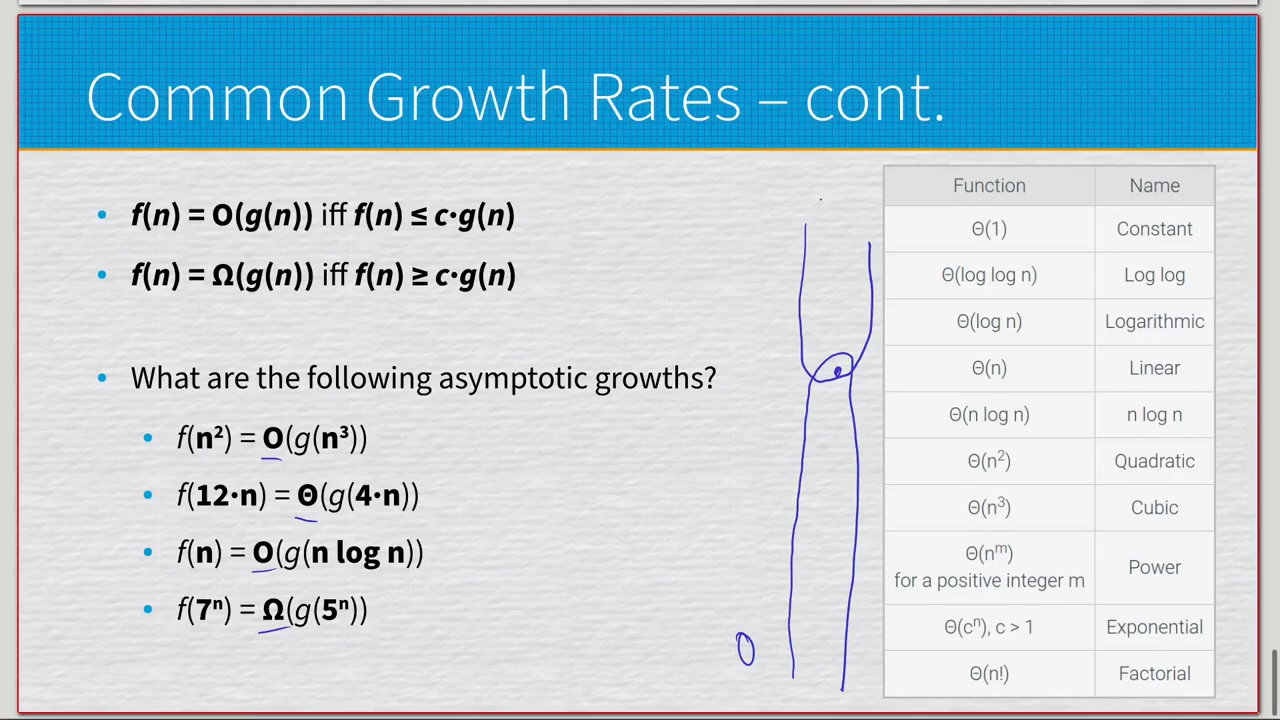 Common Growth Rates – cont.
• f(n) = O(g(n)) iff f(n) ≤ c·g(n)
• f(n) = Ω(g(n)) iff f(n) ≥ c·g(n)
• What are the following asymptotic growths?
• f(n²) = O(g(n³))
• f(12·n) = Θ(g(4·n))
• f(n) = O(g(n log n))
• f(7ⁿ) = Ω(g(5ⁿ))
O
Function Name
Θ(1) Constant
Θ(log log n) Log log
Θ(log n) Logarithmic
Θ(n) Linear
Θ(n log n) n log n
Θ(n²) Quadratic
Θ(n³) Cubic
Θ(nᵐ)
for a positive integer m Power
Θ(cⁿ), c > 1 Exponential
Θ(n!) Factorial